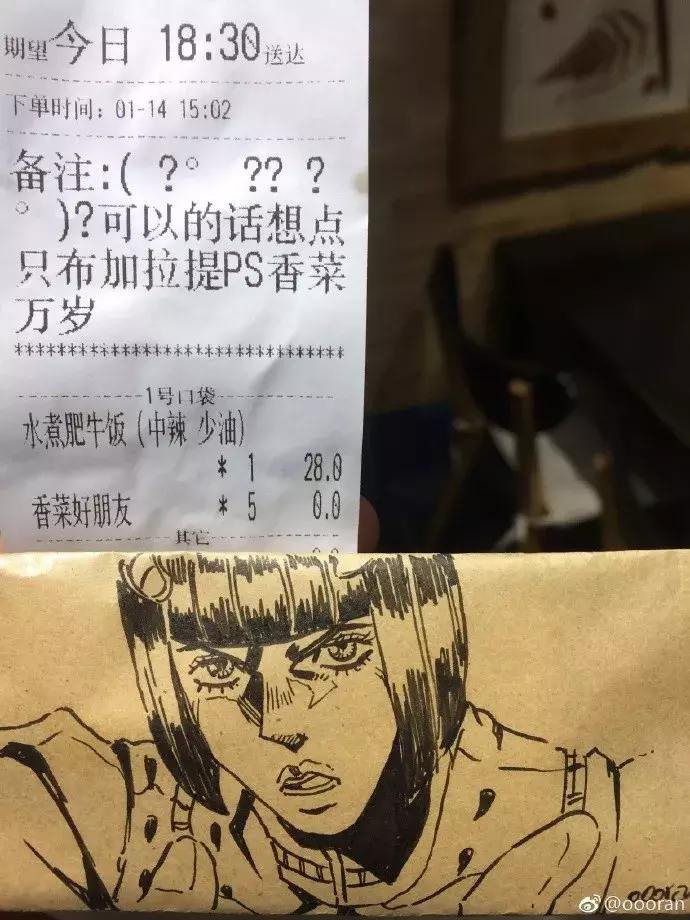 期望今日 18:30送达
下单时间：01-14 15:02
备注:( ?° ?? ?
° )?可以的话想点
只布加拉提PS香菜
万岁
********************************
1号口袋
水煮肥牛饭（中辣 少油）
* 1 28.0
香菜好朋友 * 5 0.0
其它
@oooran